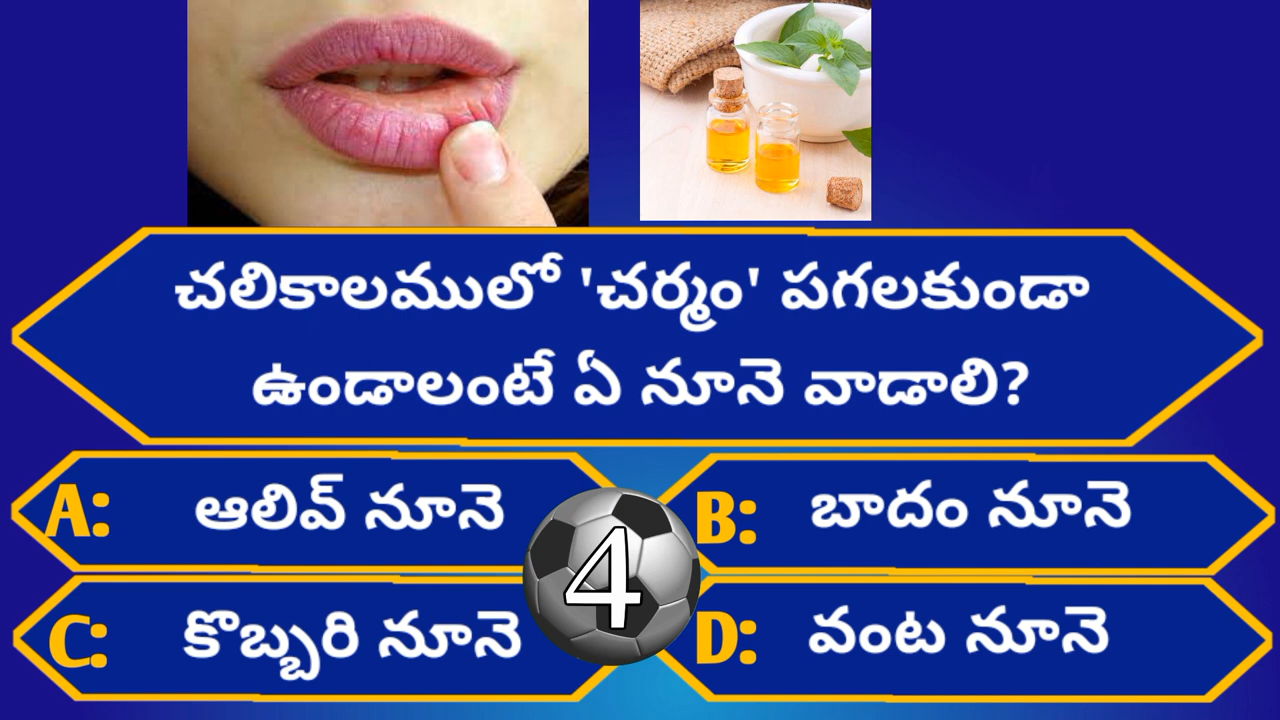 చలికాలములో 'చర్మం' పగలకుండా
ఉండాలంటే ఏ నూనె వాడాలి?
A: ఆలివ్ నూనె
B: బాదం నూనె
4
C: కొబ్బరి నూనె
D: వంట నూనె